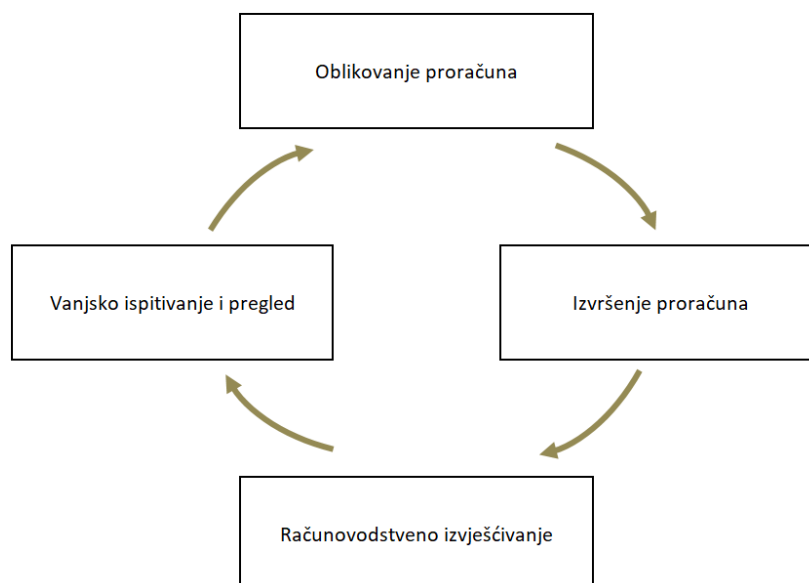 Oblikovanje proračuna
Vanjsko ispitivanje i pregled
Izvršenje proračuna
Računovodstveno izvješćivanje